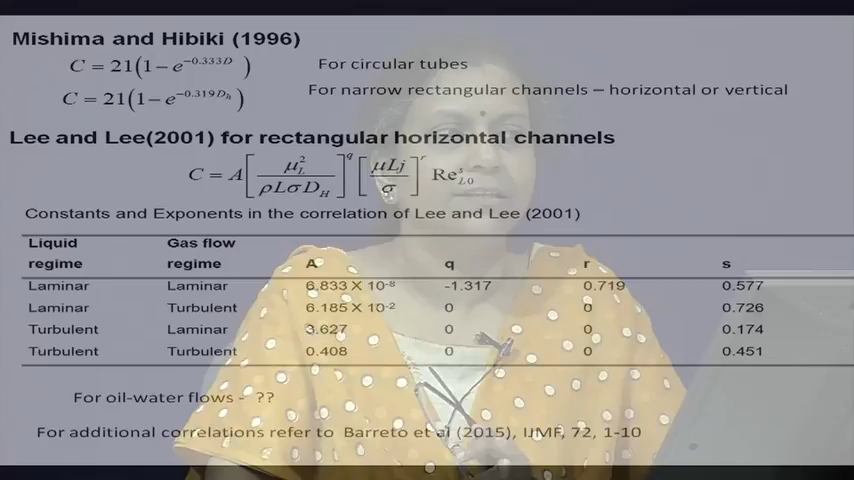 Mishima and Hibiki (1996)
C = 21(1 − e^{−0.333D}) For circular tubes
C = 21(1 − e^{−0.319D_h}) For narrow rectangular channels – horizontal or vertical
Lee and Lee(2001) for rectangular horizontal channels
C = A[μ_L^2 / ρLσD_H]^q [μLj / σ]^r Re_{L0}^s
Constants and Exponents in the correlation of Lee and Lee (2001)
Liquid regime Gas flow regime A q r s
Laminar Laminar 6.833 X 10^{-8} -1.317 0.719 0.577
Laminar Turbulent 6.185 X 10^{-2} 0 0 0.726
Turbulent Laminar 3.627 0 0 0.174
Turbulent Turbulent 0.408 0 0 0.451
For oil-water flows - ??
For additional correlations refer to Barreto et al (2015), IJMF, 72, 1-10